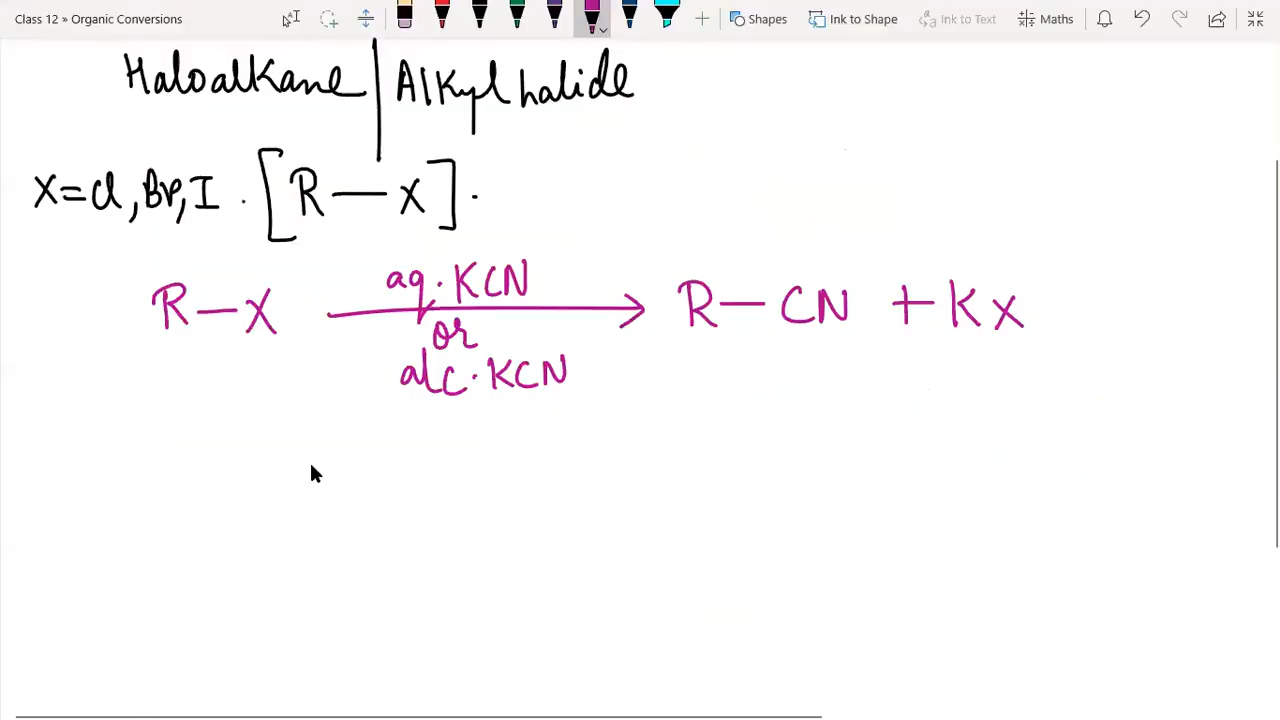 Class 12 » Organic Conversions
Shapes
Ink to Shape
Ink to Text
Maths
Haloalkane | Alkyl halide
X=Cl, Br, I . [R—X] .
R—X aq. KCN or alc. KCN → R—CN + KX